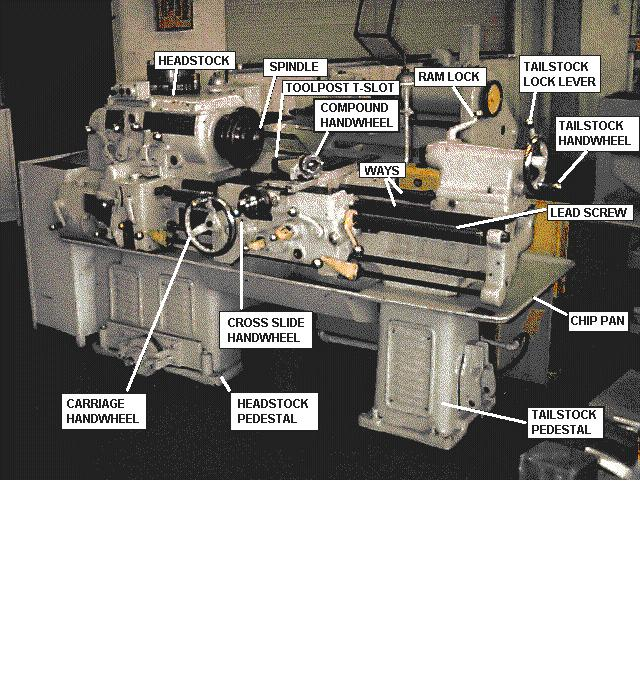 HEADSTOCK
SPINDLE
TOOLPOST T-SLOT
COMPOUND
HANDWHEEL
RAM LOCK
TAILSTOCK
LOCK LEVER
TAILSTOCK
HANDWHEEL
WAYS
LEAD SCREW
CHIP PAN
CROSS SLIDE
HANDWHEEL
CARRIAGE
HANDWHEEL
HEADSTOCK
PEDESTAL
TAILSTOCK
PEDESTAL